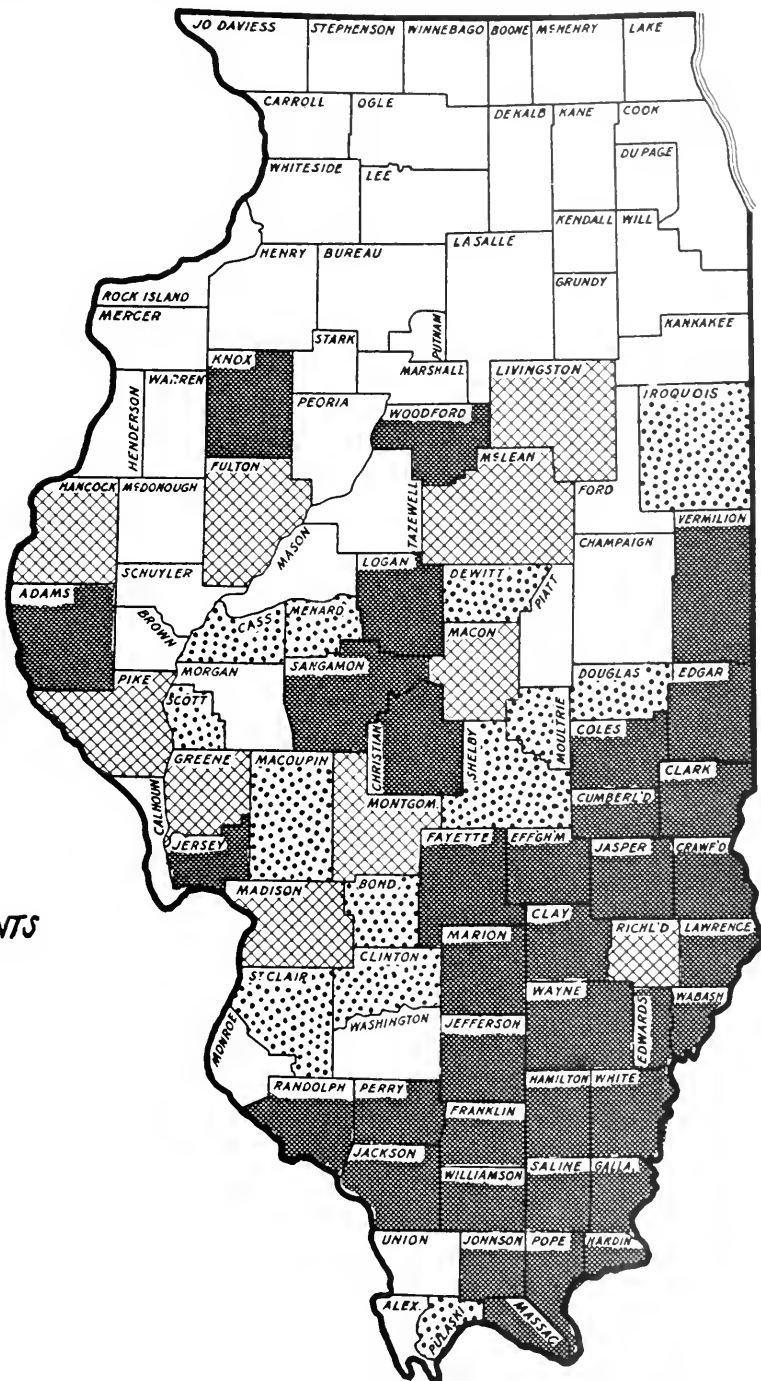 JO DAVIESS STEPHENSON WINNEBAGO BOONE McHENRY LAKE
CARROLL OGLE DEKALB KANE COOK
DU PAGE
WHITESIDE LEE
KENDALL WILL
HENRY BUREAU LASALLE
GRUNDY
ROCK ISLAND
MERCER
KANKAKEE
STARK PUTNAM
KNOX MARSHALL LIVINGSTON
WARREN
HENDERSON
PEORIA WOODFORD IROQUOIS
HANCOCK McDONOUGH FULTON TAZEWELL McLEAN FORD
VERMILION
MASON CHAMPAIGN
ADAMS SCHUYLER LOGAN DEWITT PIATT
BROWN CASS MENARD
MACON
PIKE MORGAN SANGAMON DOUGLAS EDGAR
SCOTT
CHRISTIAN SHELBY MOULTRIE COLES
CALHOUN GREENE MACOUPIN CLARK
MONTGOM. CUMBERL'D
JERSEY FAYETTE EFFGH'M JASPER CRAWF'D
MADISON BOND
CLAY
NTS
MARION RICHL'D LAWRENCE
ST CLAIR CLINTON
WAYNE EDWARDS WABASH
MONROE WASHINGTON JEFFERSON
RANDOLPH PERRY HAMILTON WHITE
FRANKLIN
JACKSON WILLIAMSON SALINE GALLA.
UNION JOHNSON POPE HARDIN
ALEX. PULASKI MASSAC